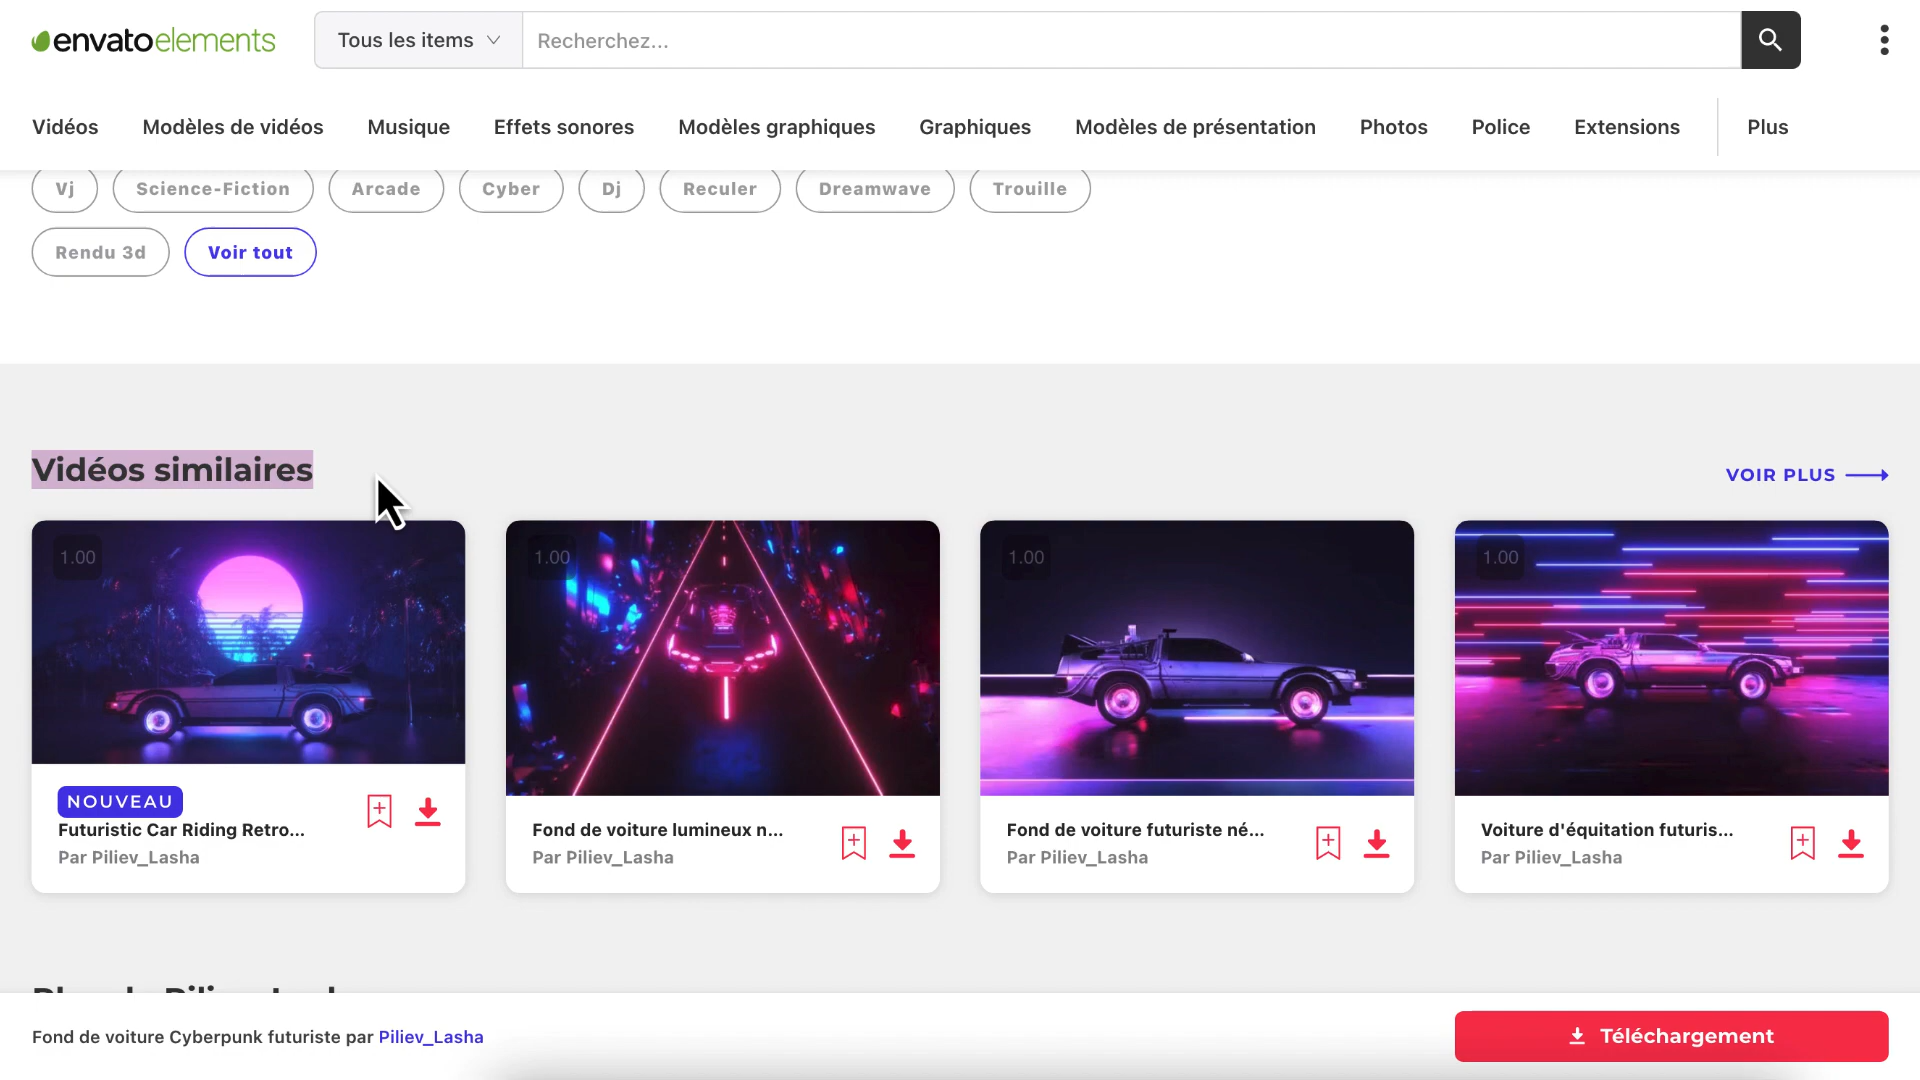 envatoelements
Tous les items
Recherchez...
Vidéos
Modèles de vidéos
Musique
Effets sonores
Modèles graphiques
Graphiques
Modèles de présentation
Photos
Police
Extensions
Plus
Vj
Science-Fiction
Arcade
Cyber
Dj
Reculer
Dreamwave
Trouille
Rendu 3d
Voir tout
Vidéos similaires
VOIR PLUS
1.00
1.00
1.00
1.00
NOUVEAU
Futuristic Car Riding Retro...
Par Piliev_Lasha
Fond de voiture lumineux n...
Par Piliev_Lasha
Fond de voiture futuriste né...
Par Piliev_Lasha
Voiture d'équitation futuris...
Par Piliev_Lasha
Fond de voiture Cyberpunk futuriste par Piliev_Lasha
Téléchargement